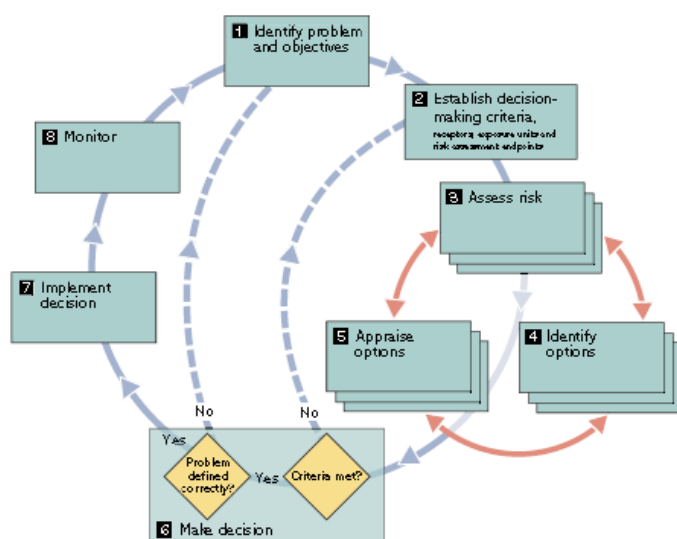 1 Identify problem
and objectives
2 Establish decision-
making criteria,
receptors, exposure units and
risk assessment endpoints
3 Assess risk
4 Identify
options
5 Appraise
options
No
No
Yes
Problem
defined
correctly?
Yes
Criteria met?
6 Make decision
7 Implement
decision
8 Monitor